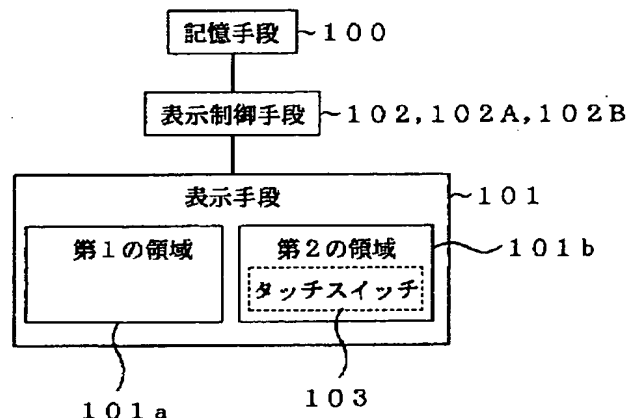 記憶手段 ~100
表示制御手段 ~102,102A,102B
表示手段 ~101
第1の領域 第2の領域 101b
タッチスイッチ
101a 103